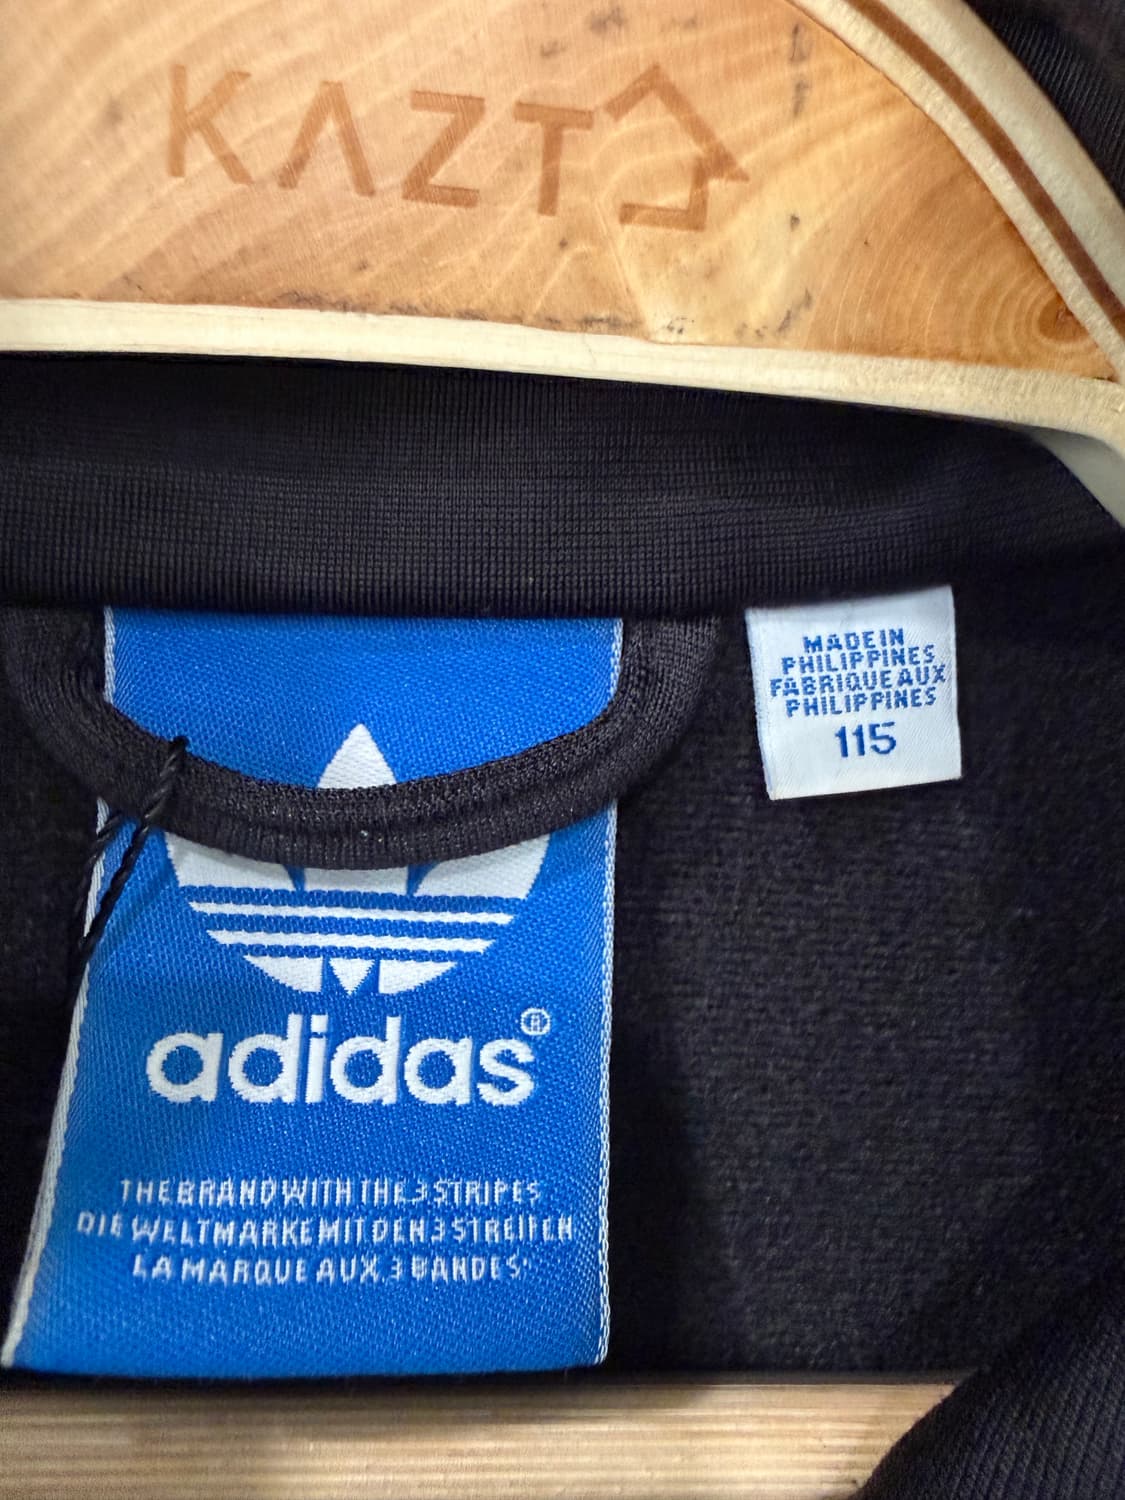 KAZT
MADE IN
PHILIPPINES
FABRIQUE AUX
PHILIPPINES
115
adidas®
THE BRAND WITH THE 3 STRIPES
DIE WELTMARKE MIT DEN 3 STREIFEN
LA MARQUE AUX 3 BANDES